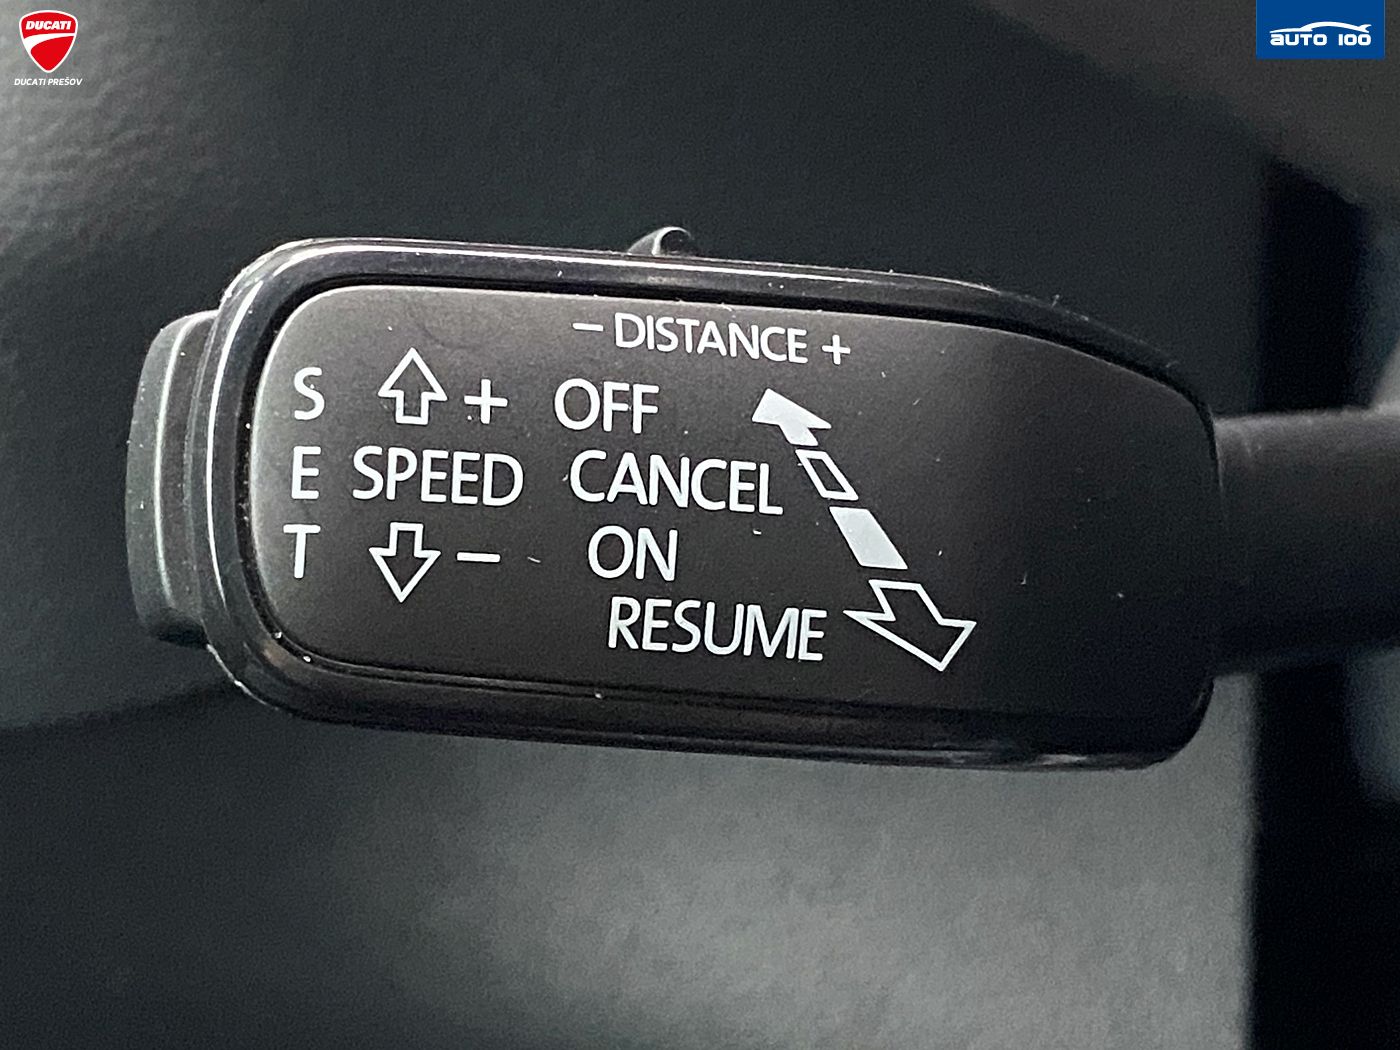 DUCATI
DUCATI PREŠOV
AUTO 100
– DISTANCE +
S + OFF
E SPEED CANCEL
T – ON
RESUME